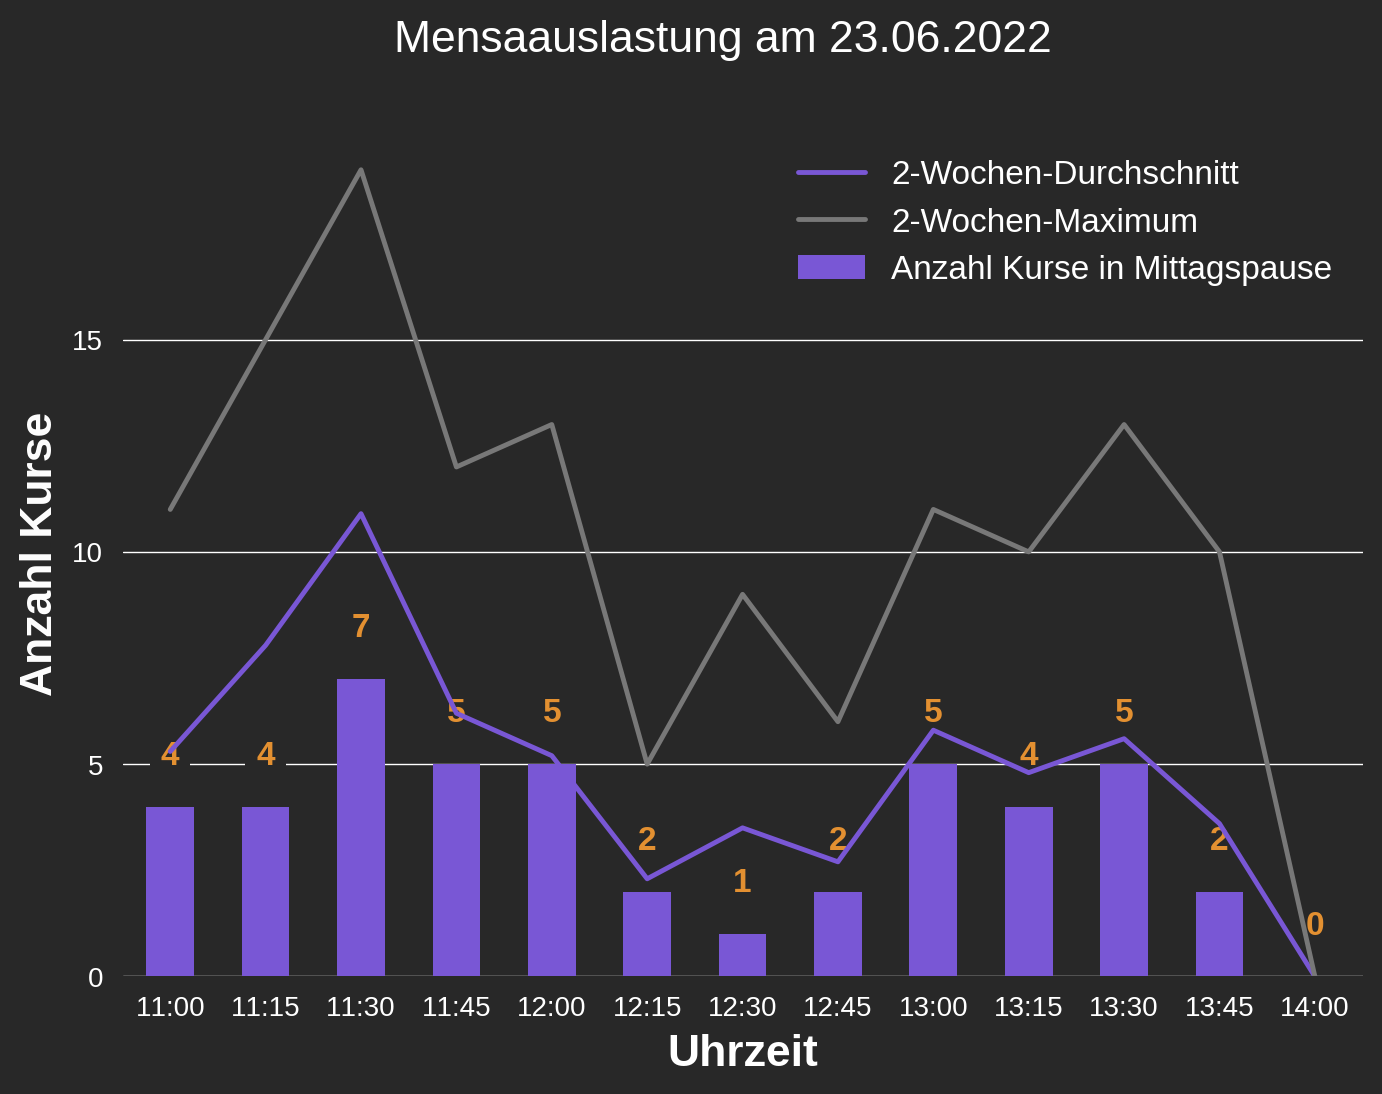 Mensaauslastung am 23.06.2022
2-Wochen-Durchschnitt
2-Wochen-Maximum
Anzahl Kurse in Mittagspause
Anzahl Kurse
15
10
5
0
4
4
7
5
5
2
1
2
5
4
5
2
0
11:00 11:15 11:30 11:45 12:00 12:15 12:30 12:45 13:00 13:15 13:30 13:45 14:00
Uhrzeit